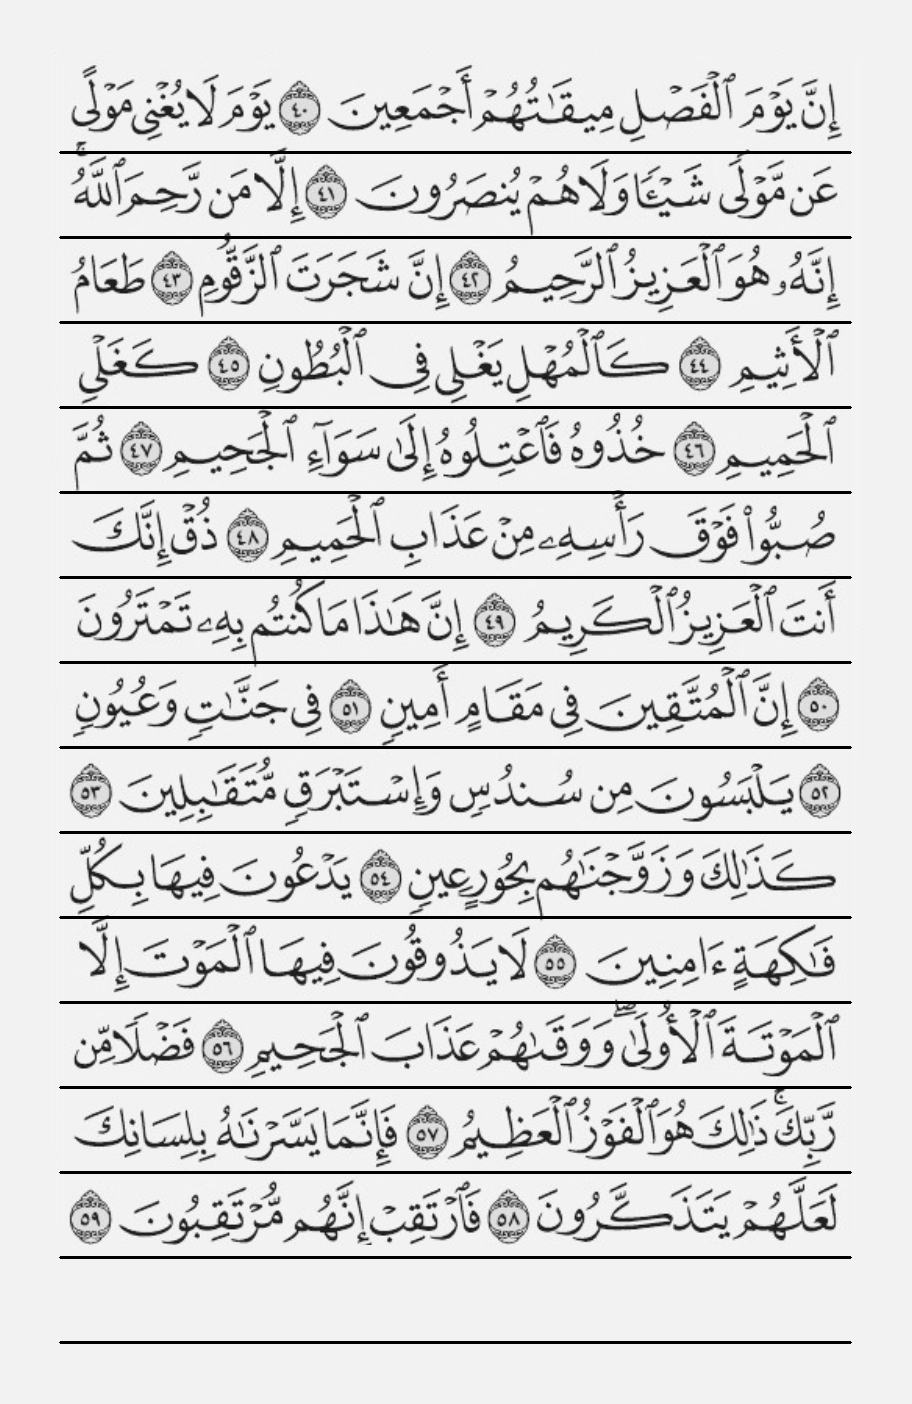 إِنَّ يَوْمَ ٱلْفَصْلِ مِيقَٰتُهُمْ أَجْمَعِينَ ٤٠ يَوْمَ لَا يُغْنِى مَوْلًى
عَن مَّوْلًى شَيْـًٔا وَلَا هُمْ يُنصَرُونَ ٤١ إِلَّا مَن رَّحِمَ ٱللَّهُ ۚ
إِنَّهُۥ هُوَ ٱلْعَزِيزُ ٱلرَّحِيمُ ٤٢ إِنَّ شَجَرَتَ ٱلزَّقُّومِ ٤٣ طَعَامُ
ٱلْأَثِيمِ ٤٤ كَٱلْمُهْلِ يَغْلِى فِى ٱلْبُطُونِ ٤٥ كَغَلْىِ
ٱلْحَمِيمِ ٤٦ خُذُوهُ فَٱعْتِلُوهُ إِلَىٰ سَوَآءِ ٱلْجَحِيمِ ٤٧ ثُمَّ
صُبُّوا۟ فَوْقَ رَأْسِهِۦ مِنْ عَذَابِ ٱلْحَمِيمِ ٤٨ ذُقْ إِنَّكَ
أَنتَ ٱلْعَزِيزُ ٱلْكَرِيمُ ٤٩ إِنَّ هَٰذَا مَا كُنتُم بِهِۦ تَمْتَرُونَ
٥٠ إِنَّ ٱلْمُتَّقِينَ فِى مَقَامٍ أَمِينٍ ٥١ فِى جَنَّٰتٍ وَعُيُونٍ
٥٢ يَلْبَسُونَ مِن سُندُسٍ وَإِسْتَبْرَقٍ مُّتَقَٰبِلِينَ ٥٣
كَذَٰلِكَ وَزَوَّجْنَٰهُم بِحُورٍ عِينٍ ٥٤ يَدْعُونَ فِيهَا بِكُلِّ
فَٰكِهَةٍ ءَامِنِينَ ٥٥ لَا يَذُوقُونَ فِيهَا ٱلْمَوْتَ إِلَّا
ٱلْمَوْتَةَ ٱلْأُولَىٰ ۖ وَوَقَىٰهُمْ عَذَابَ ٱلْجَحِيمِ ٥٦ فَضْلًا مِّن
رَّبِّكَ ۚ ذَٰلِكَ هُوَ ٱلْفَوْزُ ٱلْعَظِيمُ ٥٧ فَإِنَّمَا يَسَّرْنَٰهُ بِلِسَانِكَ
لَعَلَّهُمْ يَتَذَكَّرُونَ ٥٨ فَٱرْتَقِبْ إِنَّهُم مُّرْتَقِبُونَ ٥٩